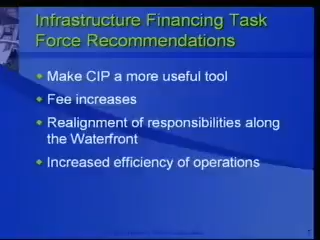 Infrastructure Financing Task
Force Recommendations
Make CIP a more useful tool
Fee increases
Realignment of responsibilities along
the Waterfront
Increased efficiency of operations